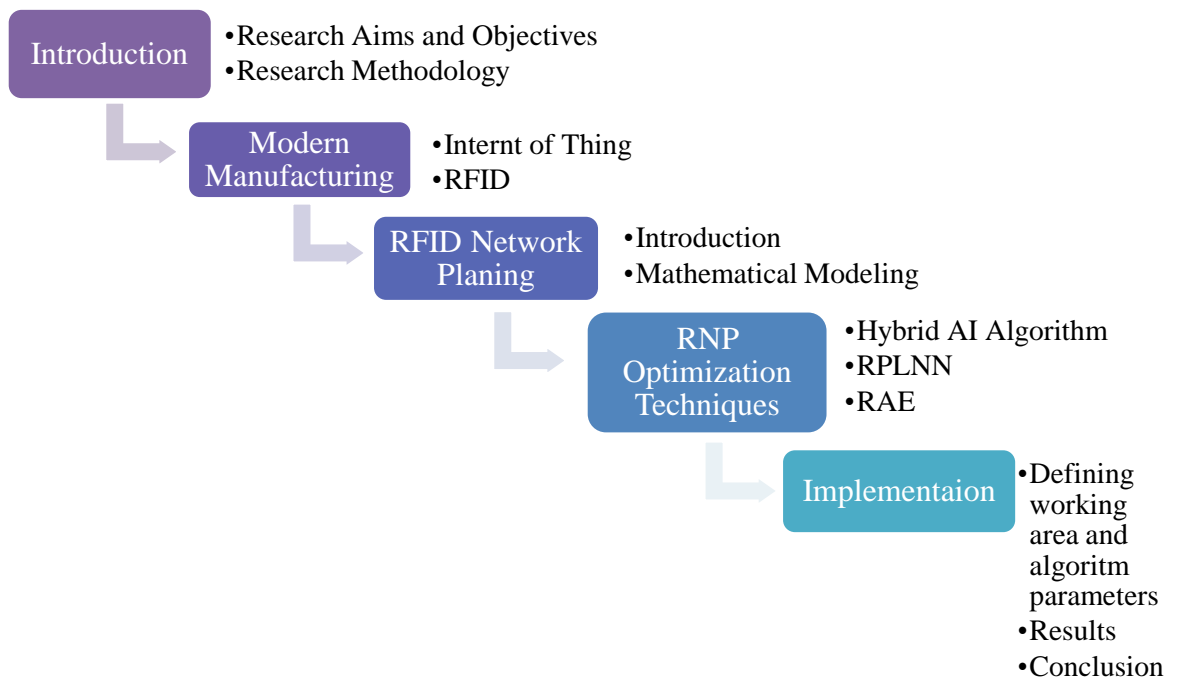 Introduction
•Research Aims and Objectives
•Research Methodology
Modern
Manufacturing
•Internt of Thing
•RFID
RFID Network
Planing
•Introduction
•Mathematical Modeling
RNP
Optimization
Techniques
•Hybrid AI Algorithm
•RPLNN
•RAE
Implementaion
•Defining
working
area and
algoritm
parameters
•Results
•Conclusion